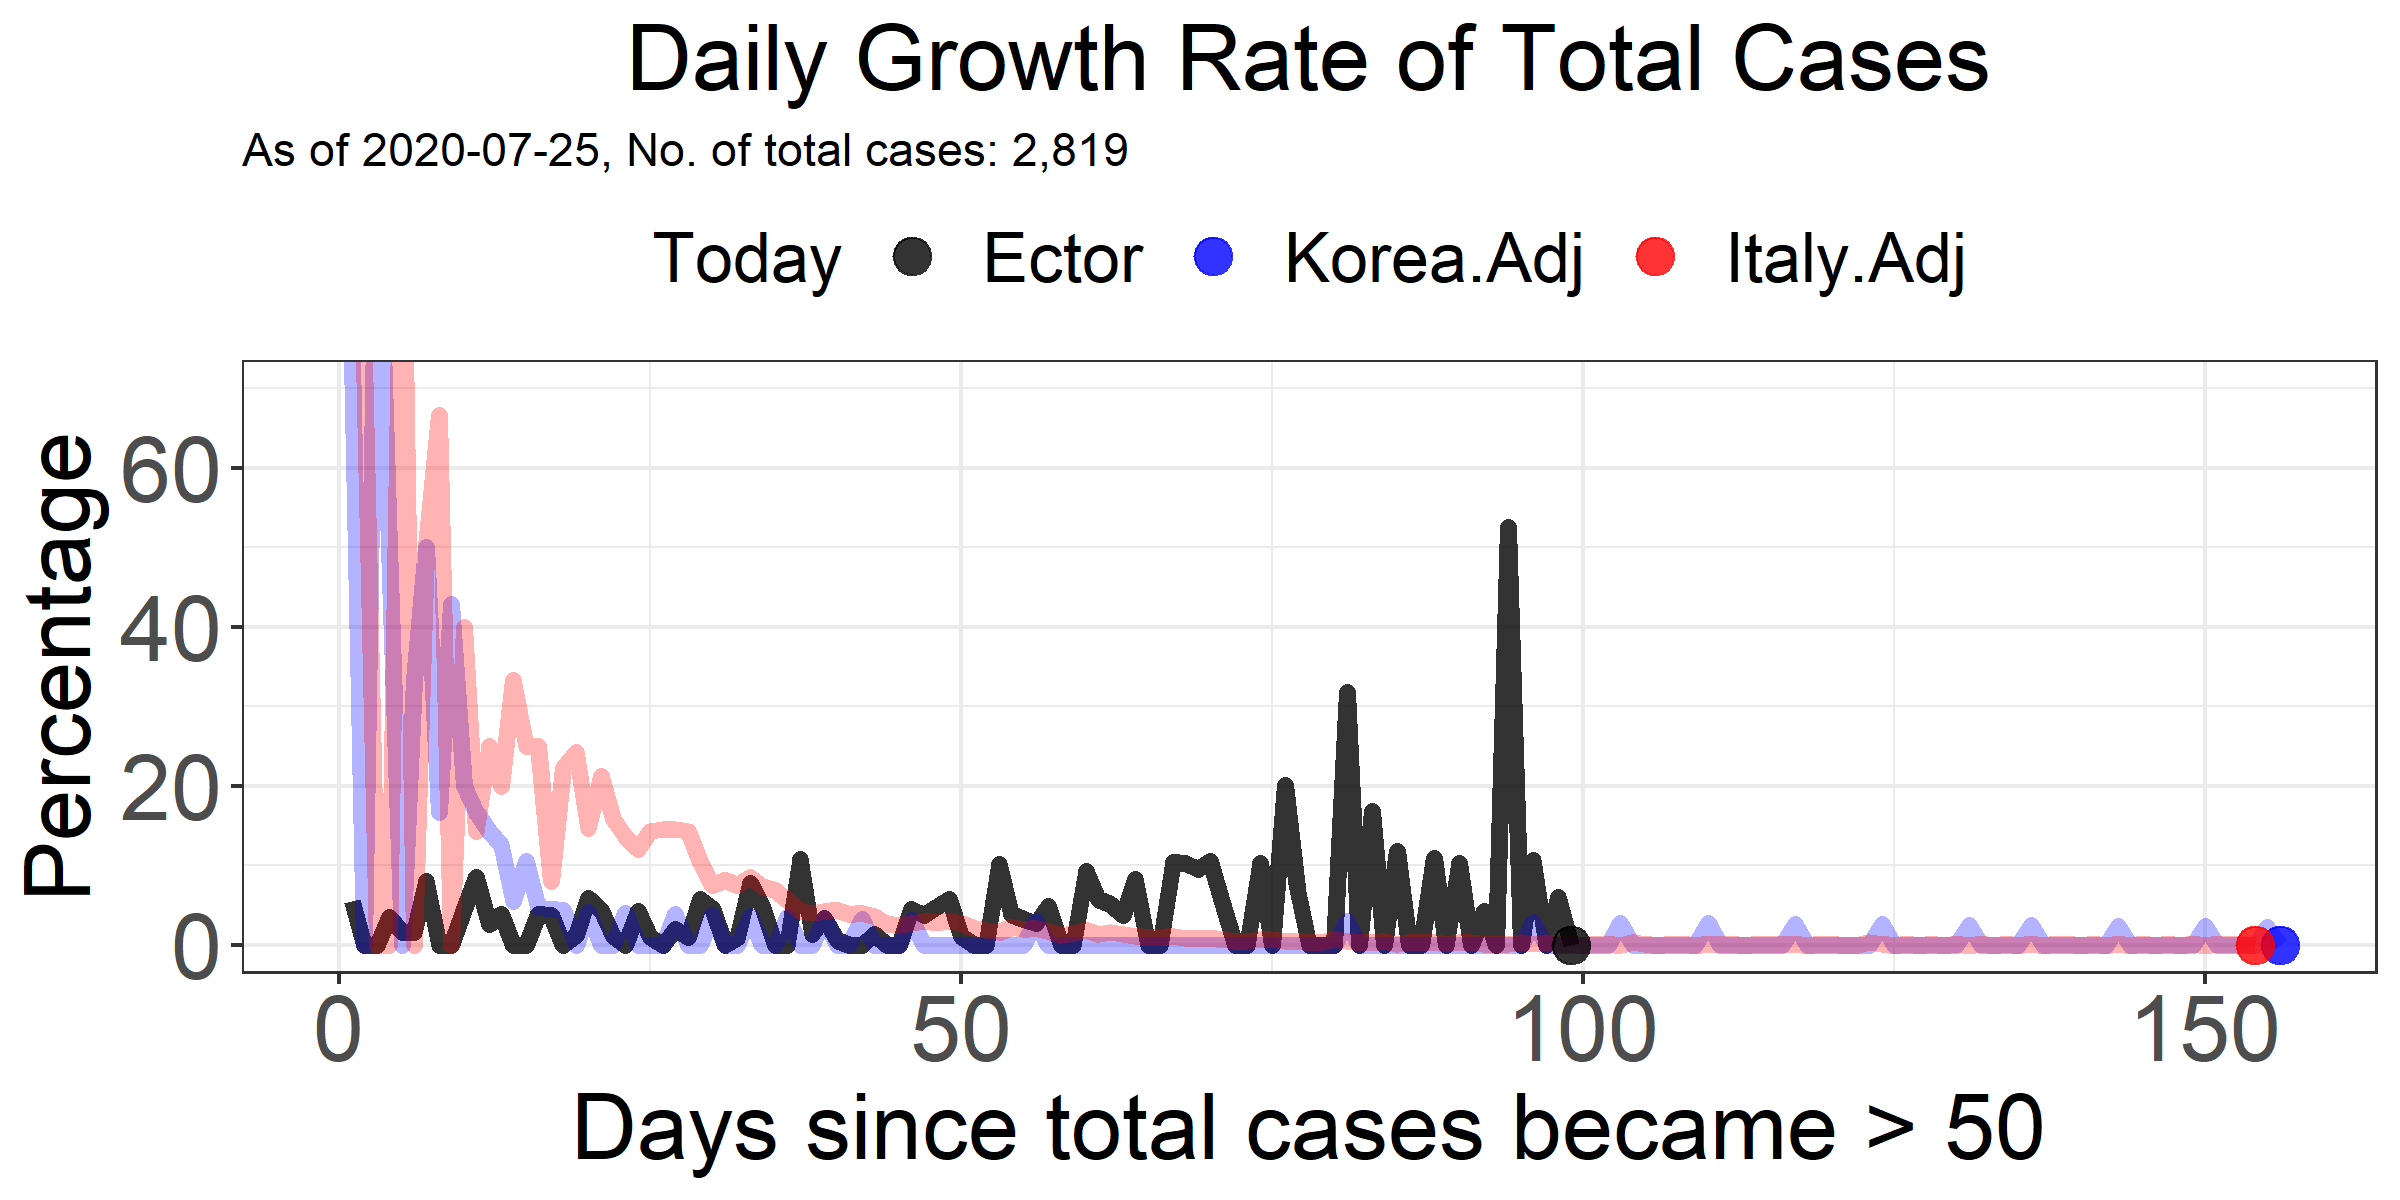 Daily Growth Rate of Total Cases
As of 2020-07-25, No. of total cases: 2,819
Today Ector Korea.Adj Italy.Adj
Percentage
60
40
20
0
0 50 100 150
Days since total cases became > 50